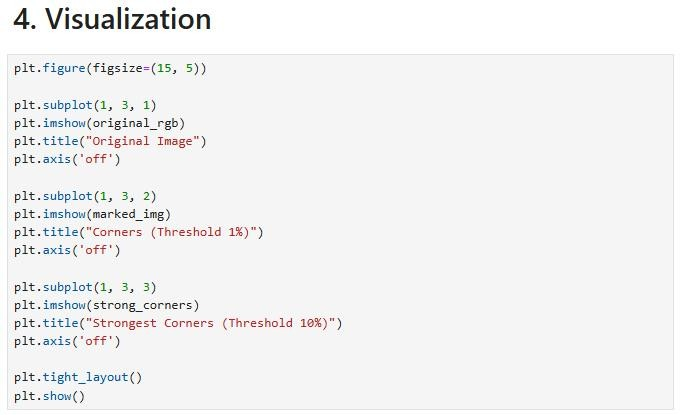 4. Visualization
plt.figure(figsize=(15, 5))
plt.subplot(1, 3, 1)
plt.imshow(original_rgb)
plt.title("Original Image")
plt.axis('off')
plt.subplot(1, 3, 2)
plt.imshow(marked_img)
plt.title("Corners (Threshold 1%)")
plt.axis('off')
plt.subplot(1, 3, 3)
plt.imshow(strong_corners)
plt.title("Strongest Corners (Threshold 10%)")
plt.axis('off')
plt.tight_layout()
plt.show()